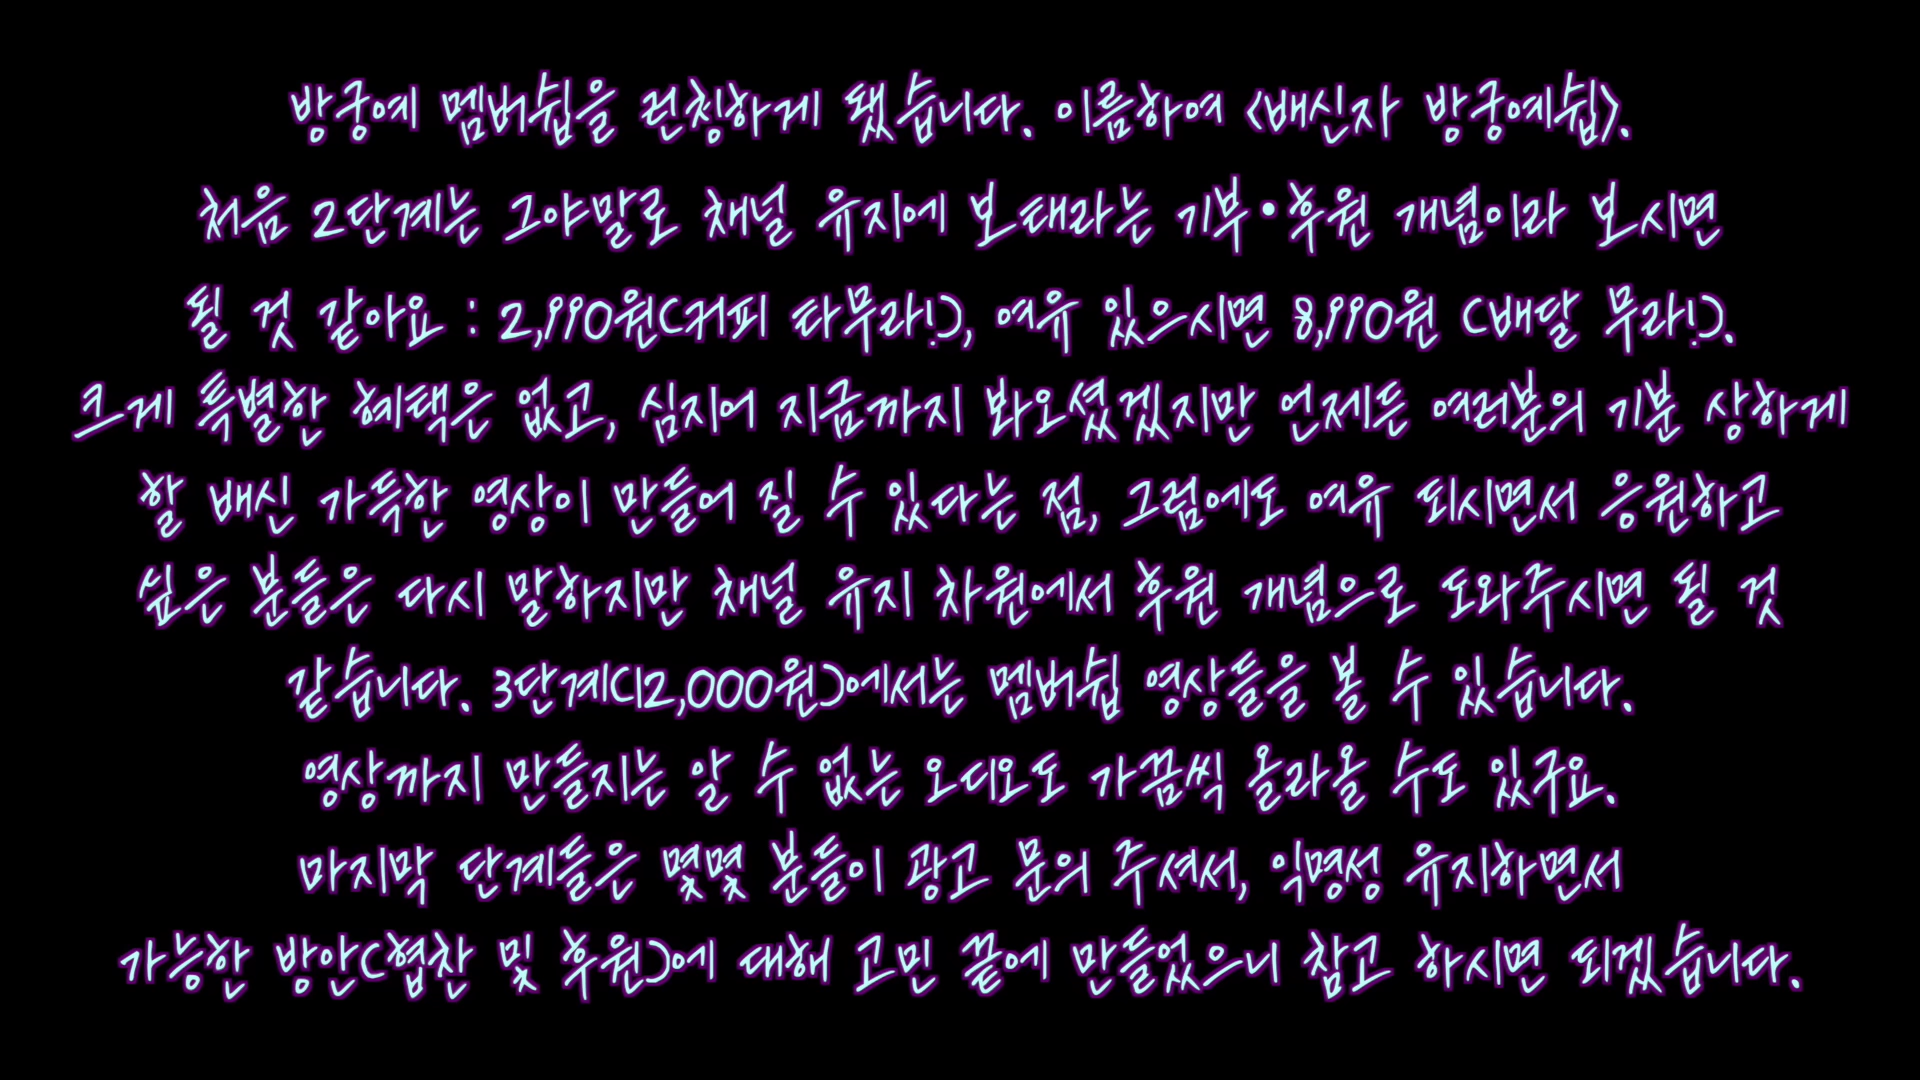 방궁예 멤버쉽을 런칭하게 됐습니다. 이름하여 <배신자 방궁예쉽>.
처음 2단계는 그야말로 채널 유지에 보태라는 기부•후원 개념이라 보시면
될 것 같아요 : 2,990원(커피 타무라!), 여유 있으시면 8,990원 (배달 무라!).
크게 특별한 혜택은 없고, 심지어 지금까지 봐오셨겠지만 언제든 여러분의 기분 상하게
할 배신 가득한 영상이 만들어 질 수 있다는 점, 그럼에도 여유 되시면서 응원하고
싶은 분들은 다시 말하지만 채널 유지 차원에서 후원 개념으로 도와주시면 될 것
같습니다. 3단계(12,000원)에서는 멤버쉽 영상들을 볼 수 있습니다.
영상까지 만들지는 알 수 없는 오디오도 가끔씩 올라올 수도 있구요.
마지막 단계들은 몇몇 분들이 광고 문의 주셔서, 익명성 유지하면서
가능한 방안(협찬 및 후원)에 대해 고민 끝에 만들었으니 참고 하시면 되겠습니다.